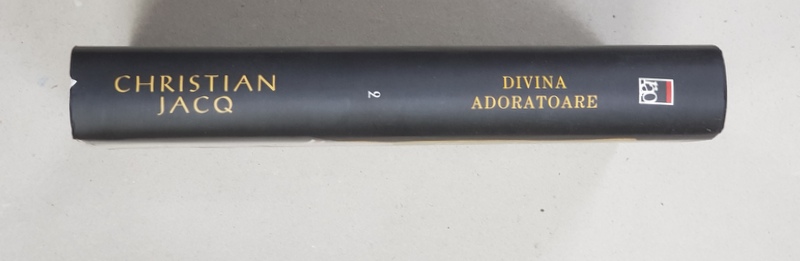 CHRISTIAN
JACQ
2
DIVINA
ADORATOARE